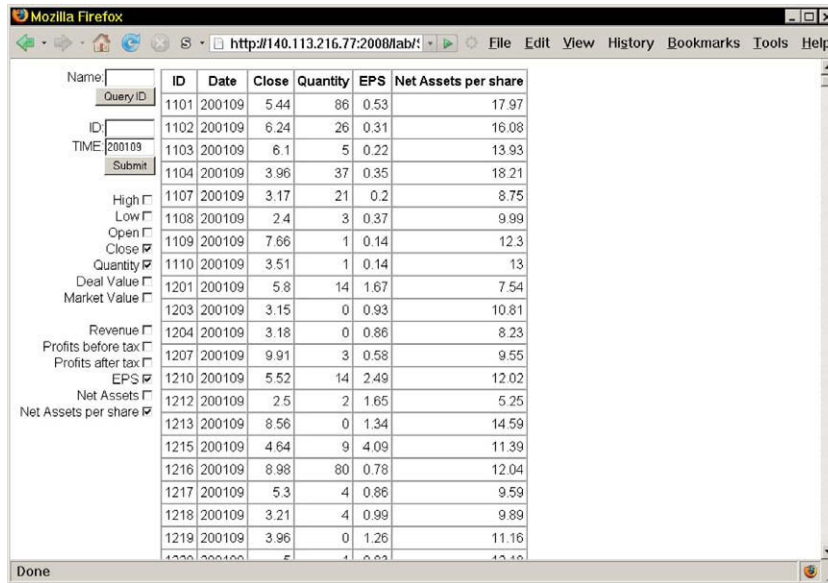 Mozilla Firefox
http://140.113.216.77:2008/lab/ File Edit View History Bookmarks Tools Help
Name:
Query ID
ID:
TIME: 200109
Submit
High
Low
Open
Close
Quantity
Deal Value
Market Value
Revenue
Profits before tax
Profits after tax
EPS
Net Assets
Net Assets per share
ID Date Close Quantity EPS Net Assets per share
1101 200109 5.44 86 0.53 17.97
1102 200109 6.24 26 0.31 16.08
1103 200109 6.1 5 0.22 13.93
1104 200109 3.96 37 0.35 18.21
1107 200109 3.17 21 0.2 8.75
1108 200109 2.4 3 0.37 9.99
1109 200109 7.66 1 0.14 12.3
1110 200109 3.51 1 0.14 13
1201 200109 5.8 14 1.67 7.54
1203 200109 3.15 0 0.93 10.81
1204 200109 3.18 0 0.86 8.23
1207 200109 9.91 3 0.58 9.55
1210 200109 5.52 14 2.49 12.02
1212 200109 2.5 2 1.65 5.25
1213 200109 8.56 0 1.34 14.59
1215 200109 4.64 9 4.09 11.39
1216 200109 8.98 80 0.78 12.04
1217 200109 5.3 4 0.86 9.59
1218 200109 3.21 4 0.99 9.89
1219 200109 3.96 0 1.26 11.16
Done